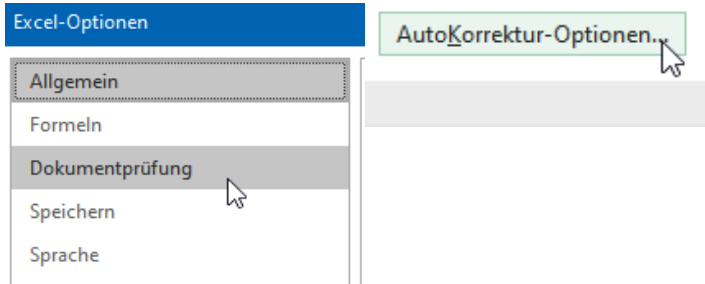 Excel-Optionen
Allgemein
Formeln
Dokumentprüfung
Speichern
Sprache
AutoKorrektur-Optionen...